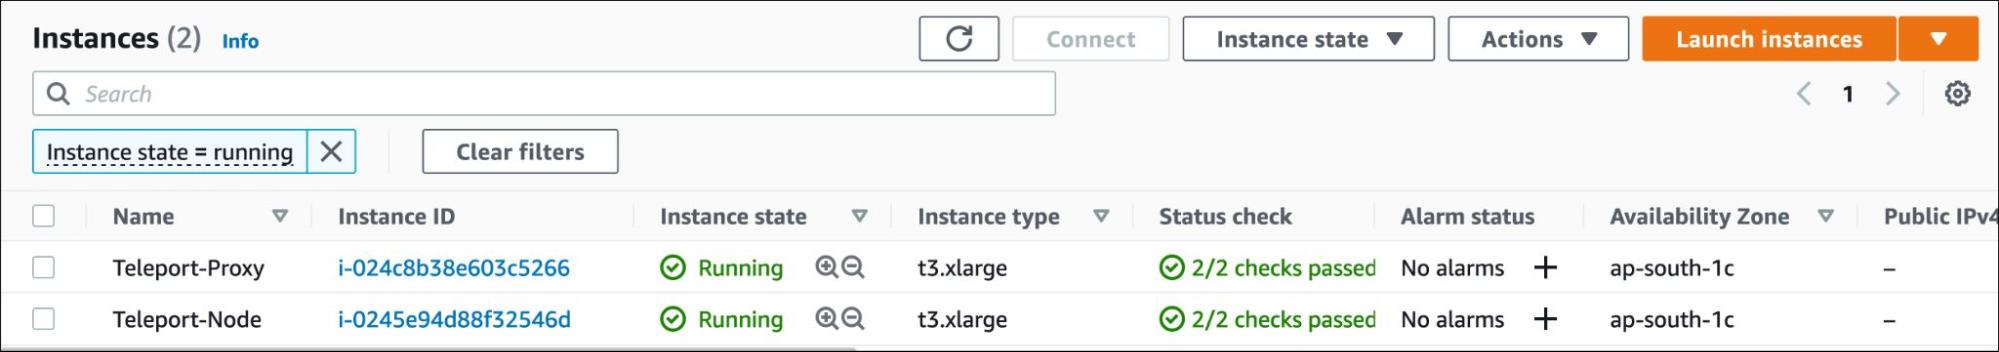 Instances (2) Info Connect Instance state Actions Launch instances
Search 1
Instance state = running Clear filters
Name Instance ID Instance state Instance type Status check Alarm status Availability Zone Public IPv4
Teleport-Proxy i-024c8b38e603c5266 Running t3.xlarge 2/2 checks passed No alarms + ap-south-1c –
Teleport-Node i-0245e94d88f32546d Running t3.xlarge 2/2 checks passed No alarms + ap-south-1c –